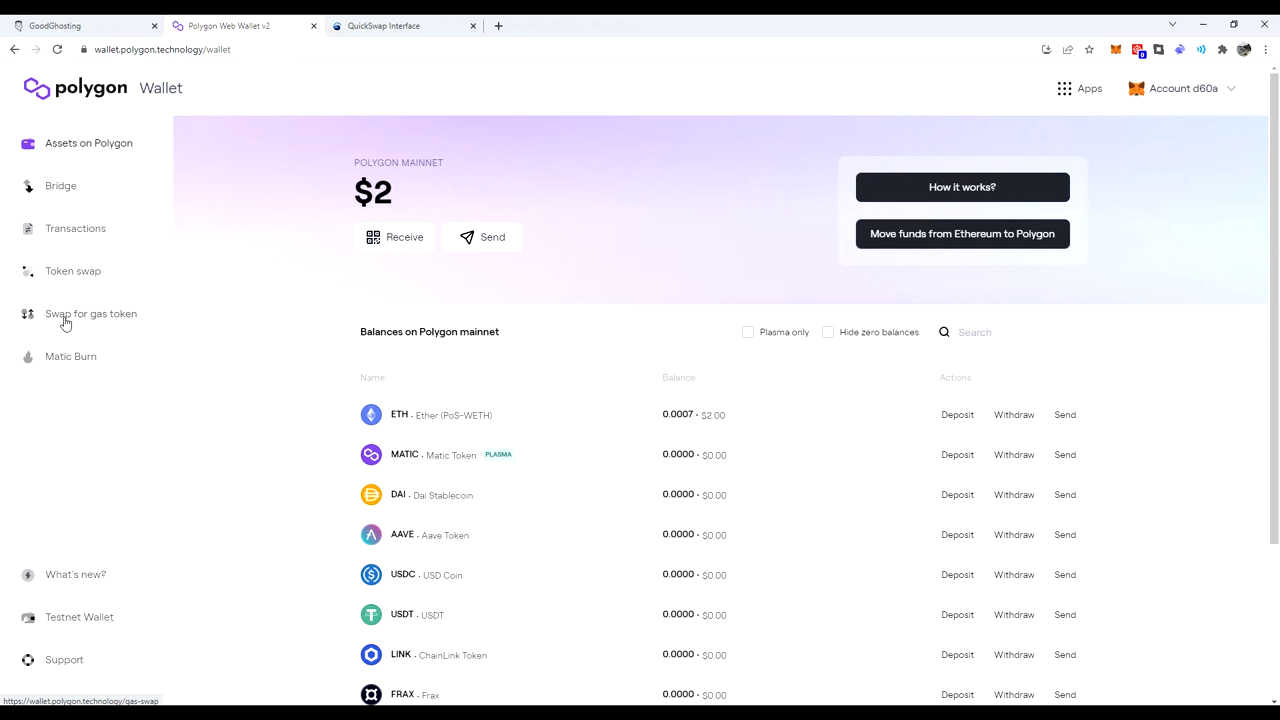 GoodGhosting
Polygon Web Wallet v2
QuickSwap Interface
wallet.polygon.technology/wallet
0
polygon Wallet
Apps
Account d60a
Assets on Polygon
Bridge
Transactions
Token swap
Swap for gas token
Matic Burn
What's new?
Testnet Wallet
Support
POLYGON MAINNET
$2
Receive
Send
How it works?
Move funds from Ethereum to Polygon
Balances on Polygon mainnet
Plasma only
Hide zero balances
Search
Name Balance Actions
ETH · Ether (PoS-WETH) 0.0007 · $2.00 Deposit Withdraw Send
MATIC · Matic Token PLASMA 0.0000 · $0.00 Deposit Withdraw Send
DAI · Dai Stablecoin 0.0000 · $0.00 Deposit Withdraw Send
AAVE · Aave Token 0.0000 · $0.00 Deposit Withdraw Send
USDC · USD Coin 0.0000 · $0.00 Deposit Withdraw Send
USDT · USDT 0.0000 · $0.00 Deposit Withdraw Send
LINK · ChainLink Token 0.0000 · $0.00 Deposit Withdraw Send
FRAX · Frax 0.0000 · $0.00 Deposit Withdraw Send
https://wallet.polygon.technology/gas-swap